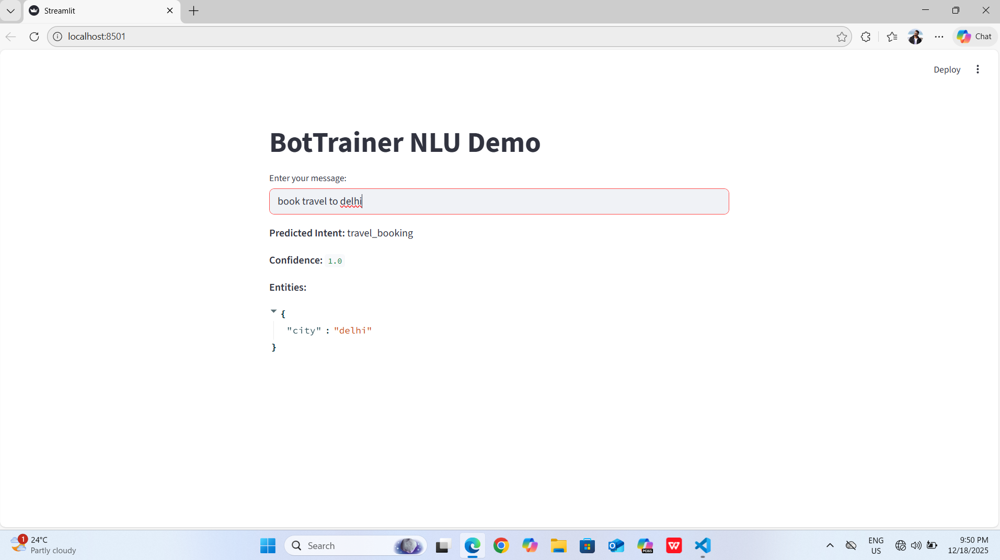 Streamlit
localhost:8501
Chat
Deploy
BotTrainer NLU Demo
Enter your message:
book travel to delhi
Predicted Intent: travel_booking
Confidence: 1.0
Entities:
{
"city" : "delhi"
}
1
24°C
Partly cloudy
Search
M365
ENG
US
9:50 PM
12/18/2025